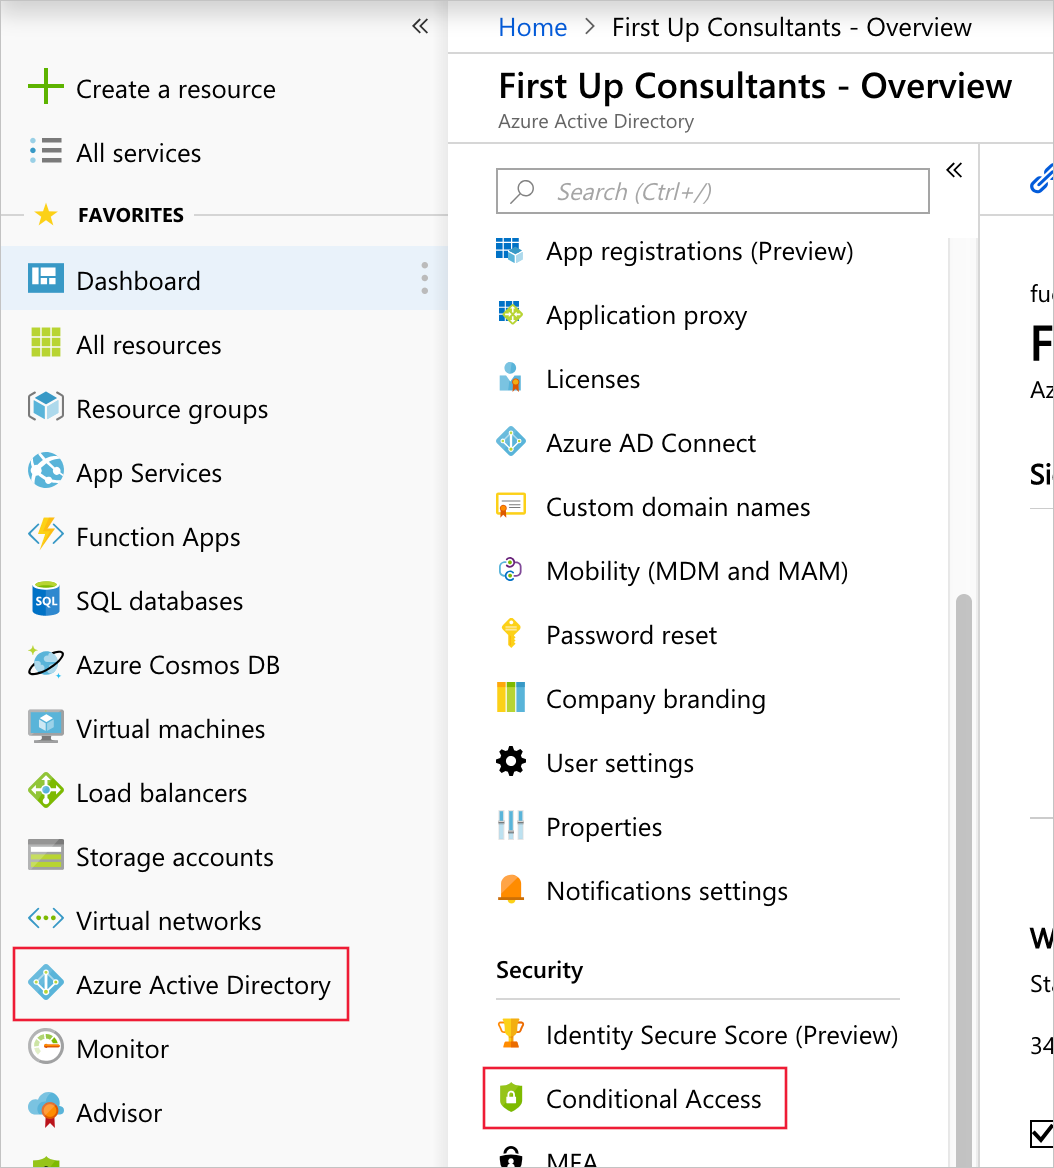 Create a resource
All services
FAVORITES
Dashboard
All resources
Resource groups
App Services
Function Apps
SQL
SQL databases
Azure Cosmos DB
Virtual machines
Load balancers
Storage accounts
Virtual networks
Azure Active Directory
Monitor
Advisor
Home > First Up Consultants - Overview
First Up Consultants - Overview
Azure Active Directory
Search (Ctrl+/)
App registrations (Preview)
Application proxy
Licenses
Azure AD Connect
Custom domain names
Mobility (MDM and MAM)
Password reset
Company branding
User settings
Properties
Notifications settings
Security
Identity Secure Score (Preview)
Conditional Access
MFA
34